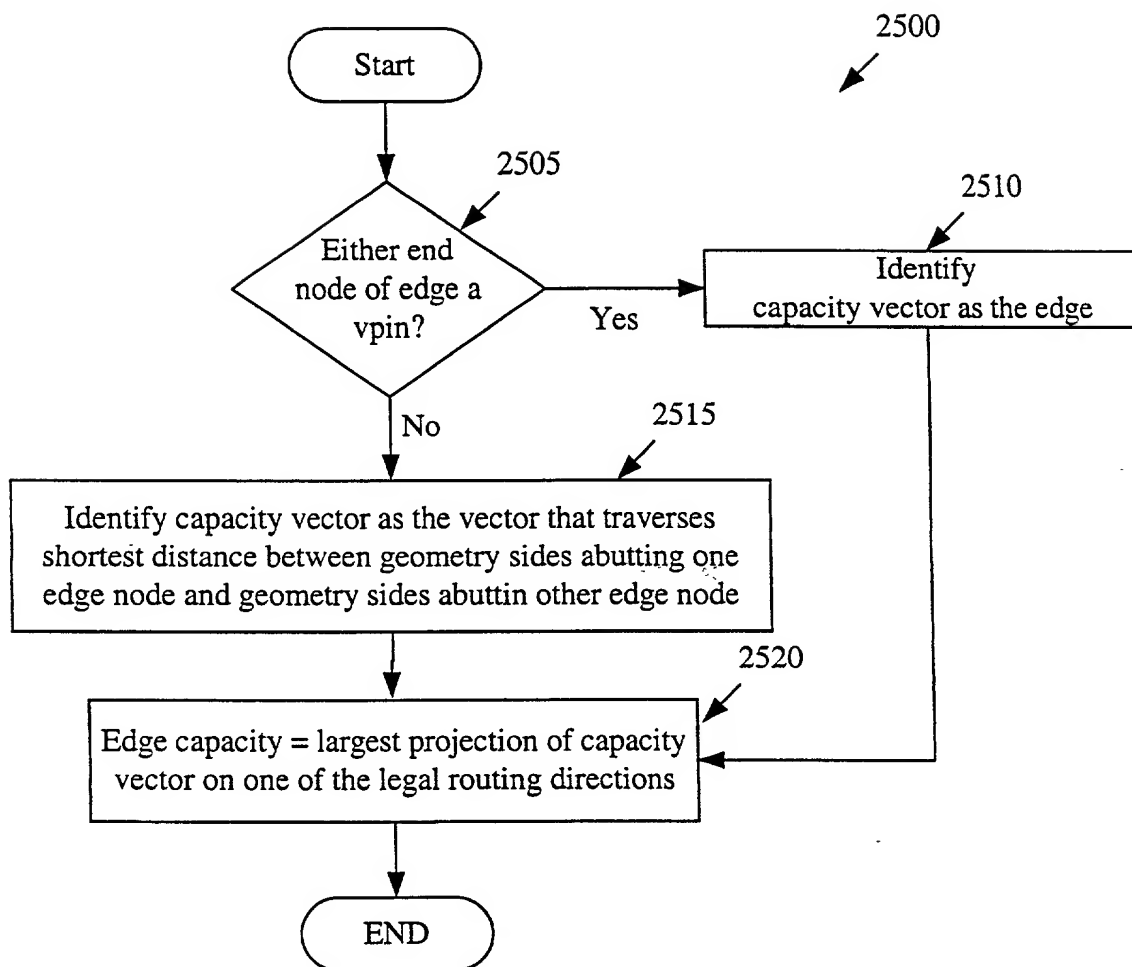 2500
Start
2505
Either end
node of edge a
vpin?
2510
Identify
capacity vector as the edge
Yes
No
2515
Identify capacity vector as the vector that traverses
shortest distance between geometry sides abutting one
edge node and geometry sides abuttin other edge node
2520
Edge capacity = largest projection of capacity
vector on one of the legal routing directions
END